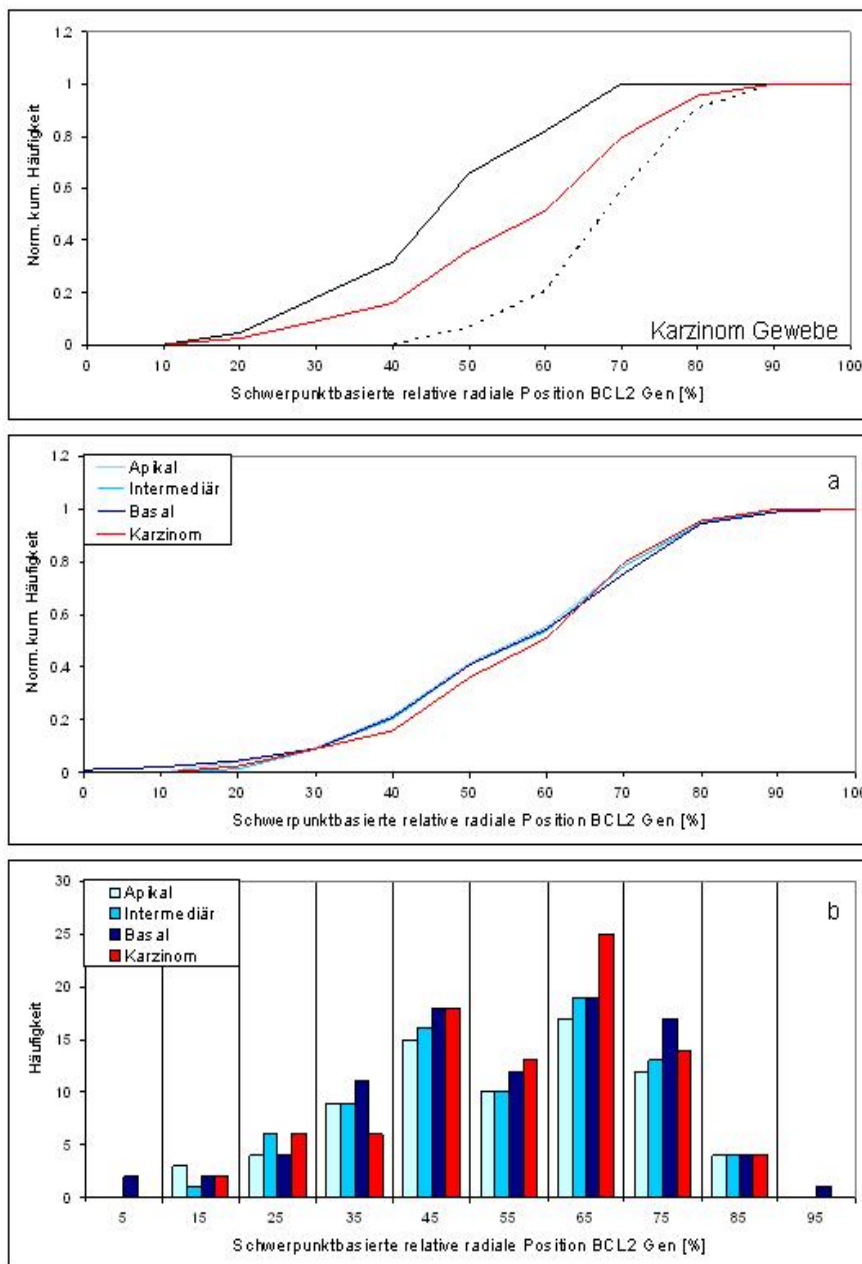 1.2
1
0.8
0.6
0.4
0.2
0
Norm. kum. Häufigkeit
Karzinom Gewebe
0 10 20 30 40 50 60 70 80 90 100
Schwerpunktbasierte relative radiale Position BCL2 Gen [%]
a
Apikal
Intermediär
Basal
Karzinom
1.2
1
0.8
0.6
0.4
0.2
0
Norm. kum. Häufigkeit
0 10 20 30 40 50 60 70 80 90 100
Schwerpunktbasierte relative radiale Position BCL2 Gen [%]
b
Apikal
Intermediär
Basal
Karzinom
30
25
20
15
10
5
0
Häufigkeit
5 15 25 35 45 55 65 75 85 95
Schwerpunktbasierte relative radiale Position BCL2 Gen [%]